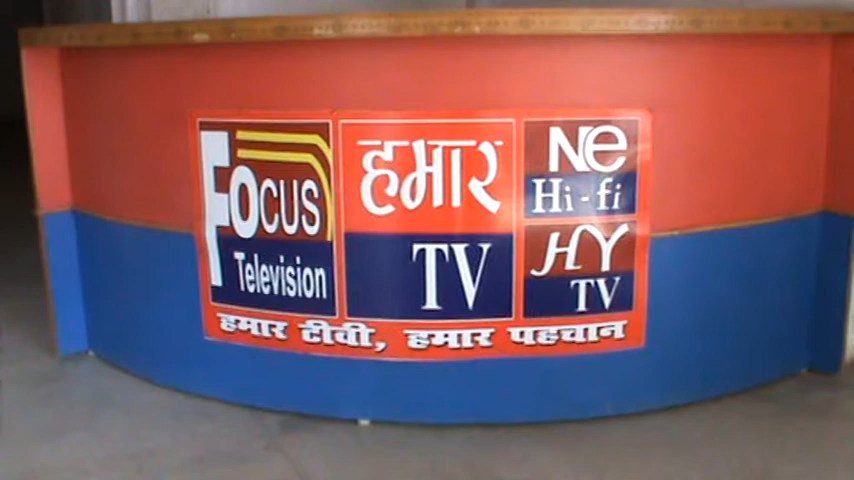 FOCUS
Television
हमार
TV
NE
Hi-fi
HY
TV
हमार टीवी, हमार पहचान